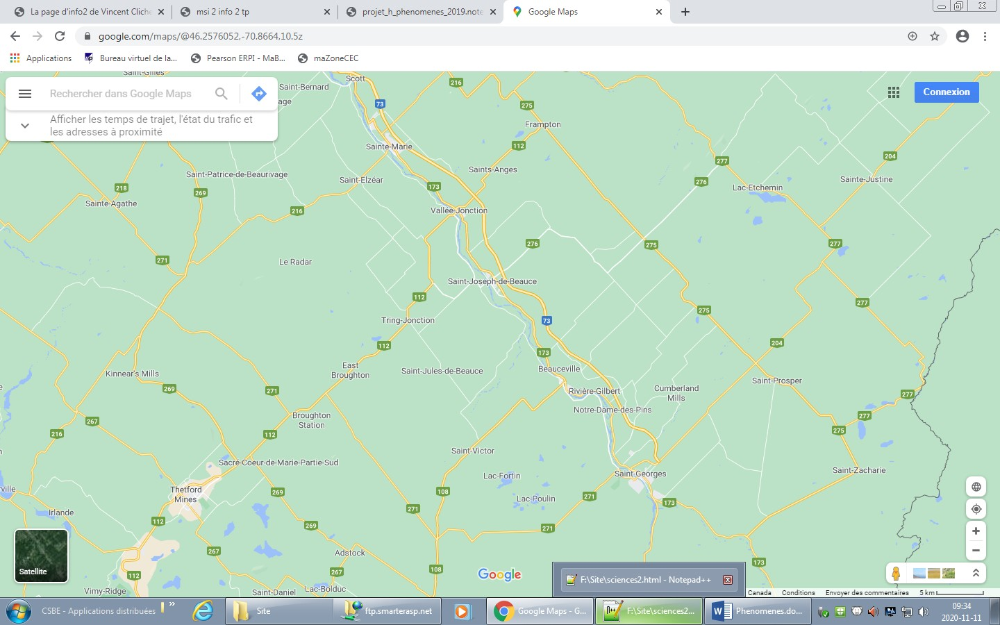 La page d'info2 de Vincent Cliche
msi 2 info 2 tp
projet_h_phenomenes_2019.note
Google Maps
google.com/maps/@46.2576052,-70.8664,10.5z
Applications
Bureau virtuel de la...
Pearson ERPI - MaB...
maZoneCEC
Saint-Gilles
Scott
Saint-Bernard
216
275
73
Rechercher dans Google Maps
Connexion
Afficher les temps de trajet, l'état du trafic et
les adresses à proximité
Frampton
112
Sainte-Marie
204
277
Saint-Patrice-de-Beaurivage
Saint-Elzéar
Saints-Anges
276
Sainte-Justine
218
269
173
Lac-Etchemin
Sainte-Agathe
216
Vallée-Jonction
271
276
275
277
Le Radar
Saint-Joseph-de-Beauce
112
277
Tring-Jonction
73
275
112
204
173
East
Broughton
Kinnear's Mills
Saint-Jules-de-Beauce
Beauceville
Saint-Prosper
269
271
Rivière-Gilbert
Cumberland
Mills
277
Notre-Dame-des-Pins
267
Broughton
Station
277
216
112
275
Saint-Victor
Sacré-Coeur-de-Marie-Partie-Sud
Lac-Fortin
Saint-Georges
Saint-Zacharie
Thetford
Mines
269
108
Lac-Poulin
271
173
Irlande
112
269
271
271
267
Adstock
Satellite
112
267
108
Google
173
F:\Site\sciences2.html - Notepad++
Vimy-Ridge
Saint-Daniel
Lac-Bolduc
Canada
Conditions
Envoyer des commentaires
5 km
CSBE - Applications distribuées
»
Site
ftp.smarterasp.net
Google Maps - G...
F:\Site\sciences2...
Phenomenes.do...
09:34
2020-11-11